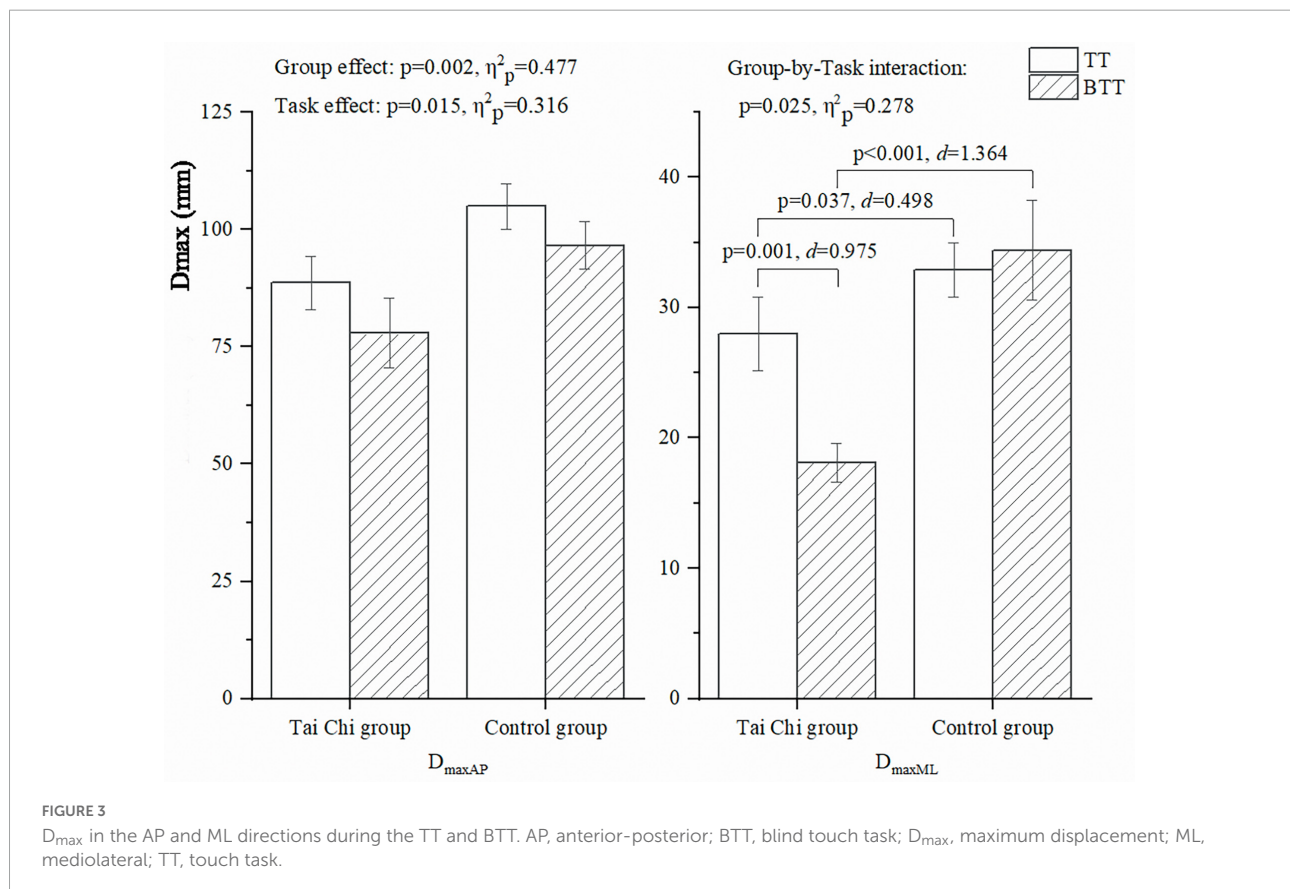 Group effect: p=0.002, η²p=0.477
Task effect: p=0.015, η²p=0.316
Group-by-Task interaction:
p=0.025, η²p=0.278
TT
BTT
p<0.001, d=1.364
p=0.037, d=0.498
p=0.001, d=0.975
Dmax (mm)
125
100
75
50
25
0
40
30
20
10
0
Tai Chi group
Control group
DmaxAP
Tai Chi group
Control group
DmaxML
FIGURE 3
Dmax in the AP and ML directions during the TT and BTT. AP, anterior-posterior; BTT, blind touch task; Dmax, maximum displacement; ML,
mediolateral; TT, touch task.